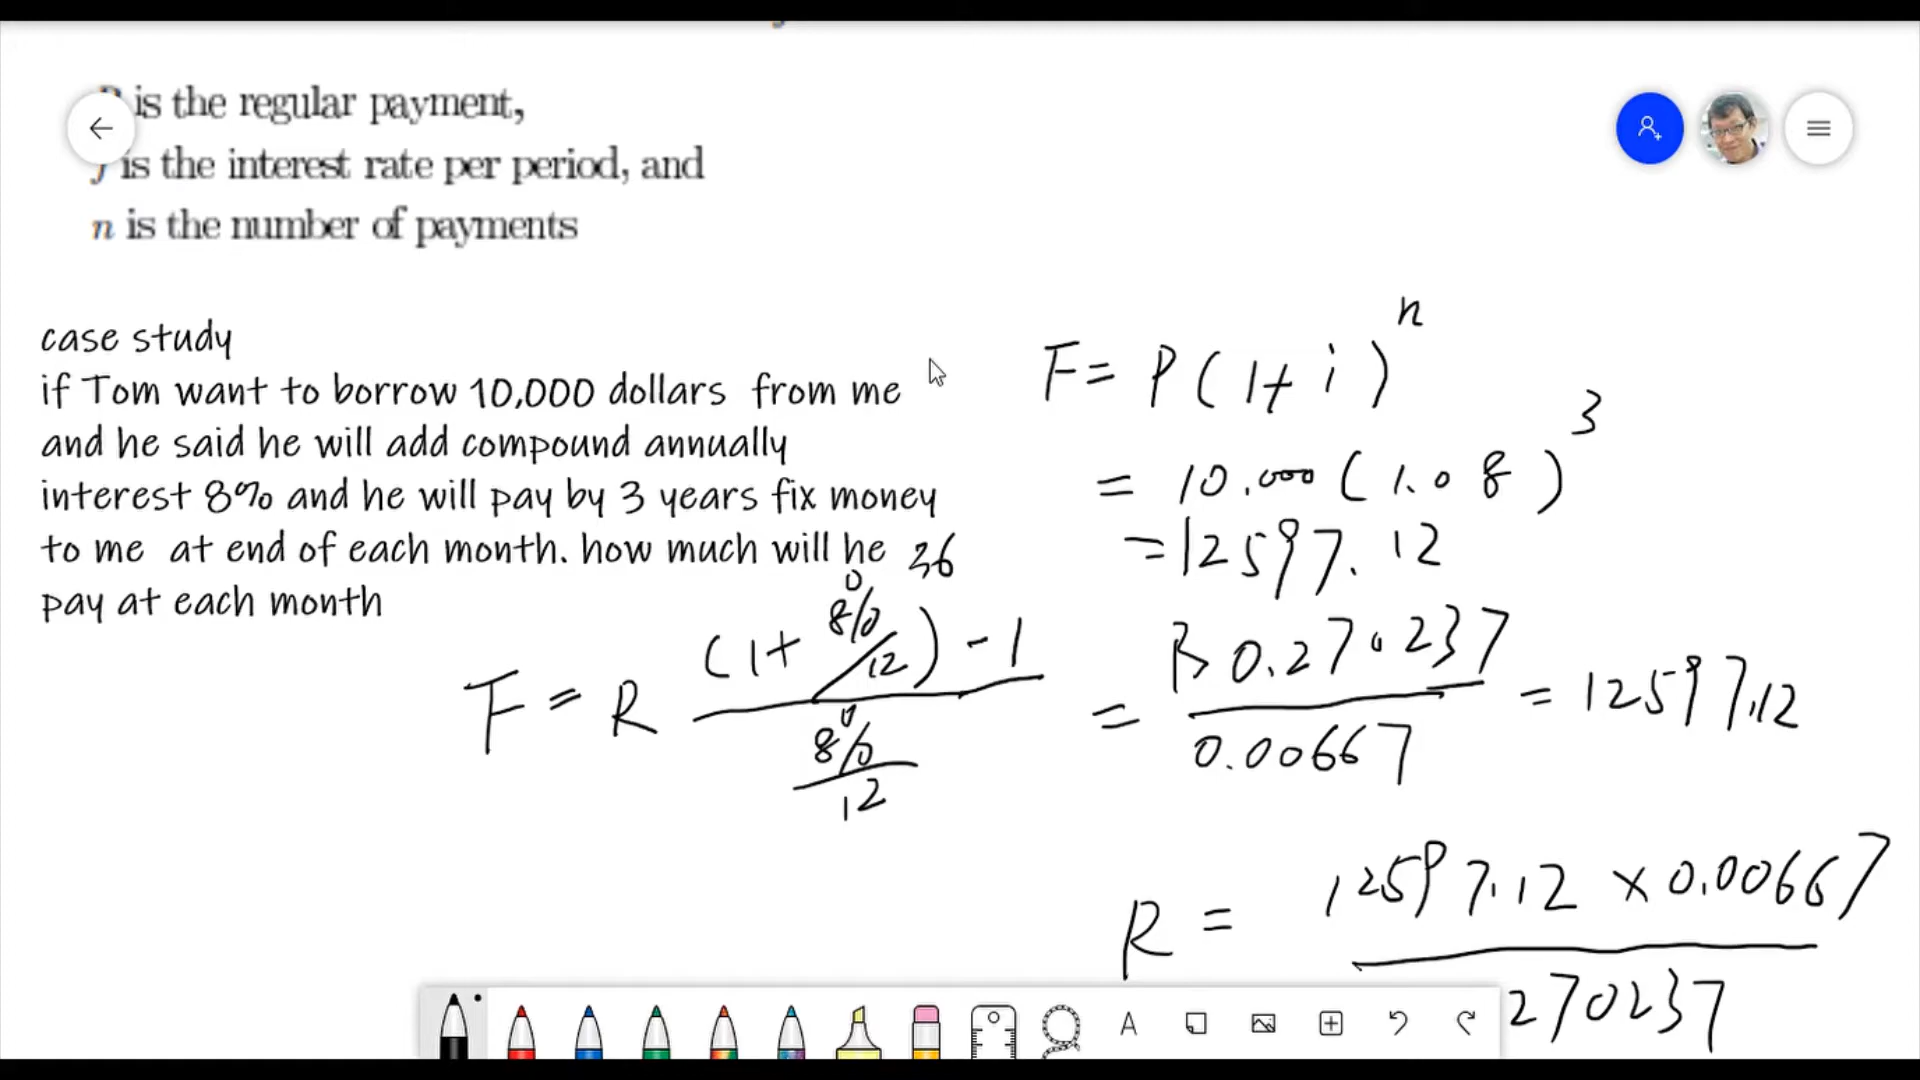 is the regular payment,
j is the interest rate per period, and
n is the number of payments
case study
if Tom want to borrow 10,000 dollars from me
and he said he will add compound annually
interest 8% and he will pay by 3 years fix money
to me at end of each month. how much will he
pay at each month
F = P(1+i)^n
= 10.000(1.08)^3
= 12597.12
F = R (1+ 8%/12)^36 - 1
8%/12
= R 0.270237 / 0.00667 = 12597.12
R = 12597.12 × 0.00667
270237
A